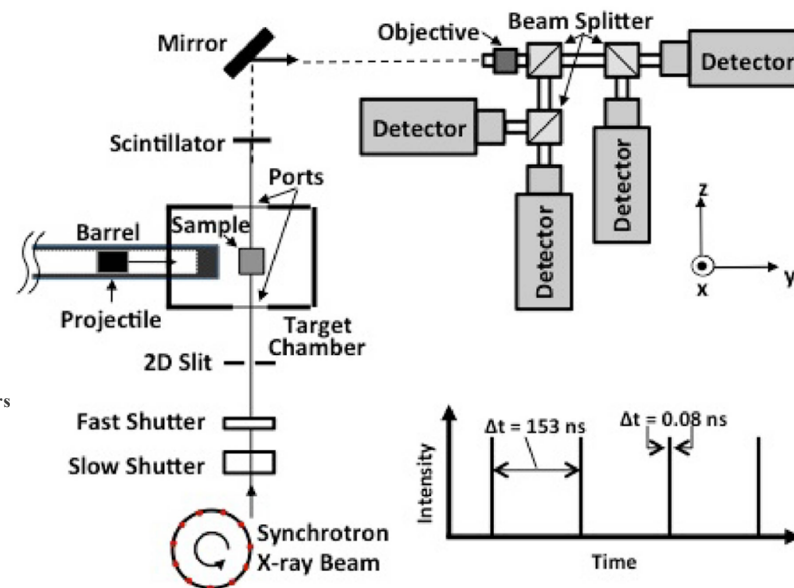 Beam Splitter
Objective
Mirror
Detector
Detector
Scintillator
Detector
Ports
Sample
Barrel
Detector
z
y
x
Projectile
Target
Chamber
2D Slit
rs
Fast Shutter
Slow Shutter
Synchrotron
X-ray Beam
Δt = 153 ns
Δt = 0.08 ns
Intensity
Time